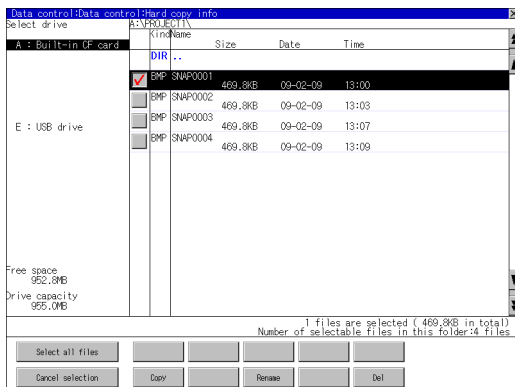 Data control:Data control:Hard copy info
Select drive
A:\PROJECT1\
A : Built-in CF card
E : USB drive
Kind Name
Size Date Time
DIR ..
BMP SNAP0001
469.8KB 09-02-09 13:00
BMP SNAP0002
469.8KB 09-02-09 13:03
BMP SNAP0003
469.8KB 09-02-09 13:07
BMP SNAP0004
469.8KB 09-02-09 13:09
Free space
952.8MB
Drive capacity
955.0MB
1 files are selected ( 469.8KB in total)
Number of selectable files in this folder:4 files
Select all files
Cancel selection Copy Rename Del